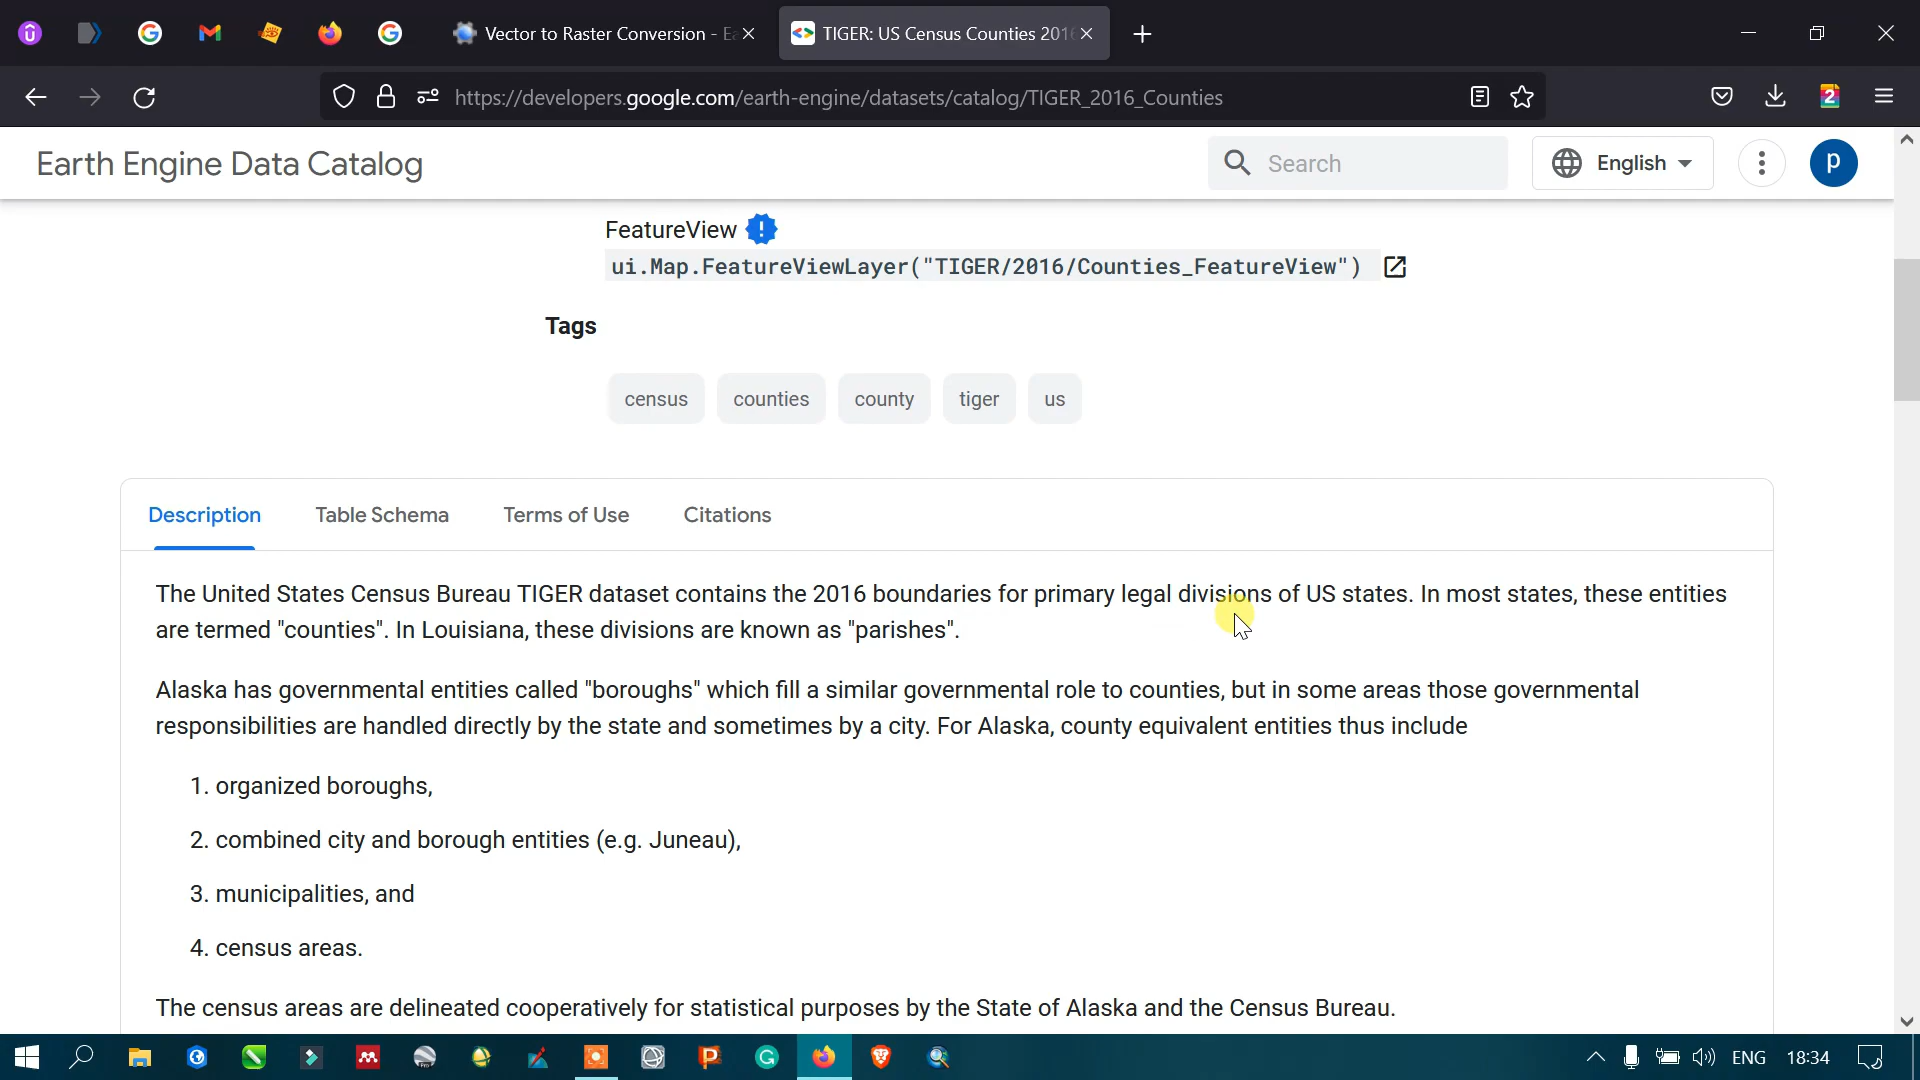 Vector to Raster Conversion - Ea
TIGER: US Census Counties 2016
https://developers.google.com/earth-engine/datasets/catalog/TIGER_2016_Counties
2
Earth Engine Data Catalog
Search
English
p
FeatureView
ui.Map.FeatureViewLayer("TIGER/2016/Counties_FeatureView")
Tags
census counties county tiger us
Description Table Schema Terms of Use Citations
The United States Census Bureau TIGER dataset contains the 2016 boundaries for primary legal divisions of US states. In most states, these entities
are termed "counties". In Louisiana, these divisions are known as "parishes".
Alaska has governmental entities called "boroughs" which fill a similar governmental role to counties, but in some areas those governmental
responsibilities are handled directly by the state and sometimes by a city. For Alaska, county equivalent entities thus include
1. organized boroughs,
2. combined city and borough entities (e.g. Juneau),
3. municipalities, and
4. census areas.
The census areas are delineated cooperatively for statistical purposes by the State of Alaska and the Census Bureau.
ENG 18:34